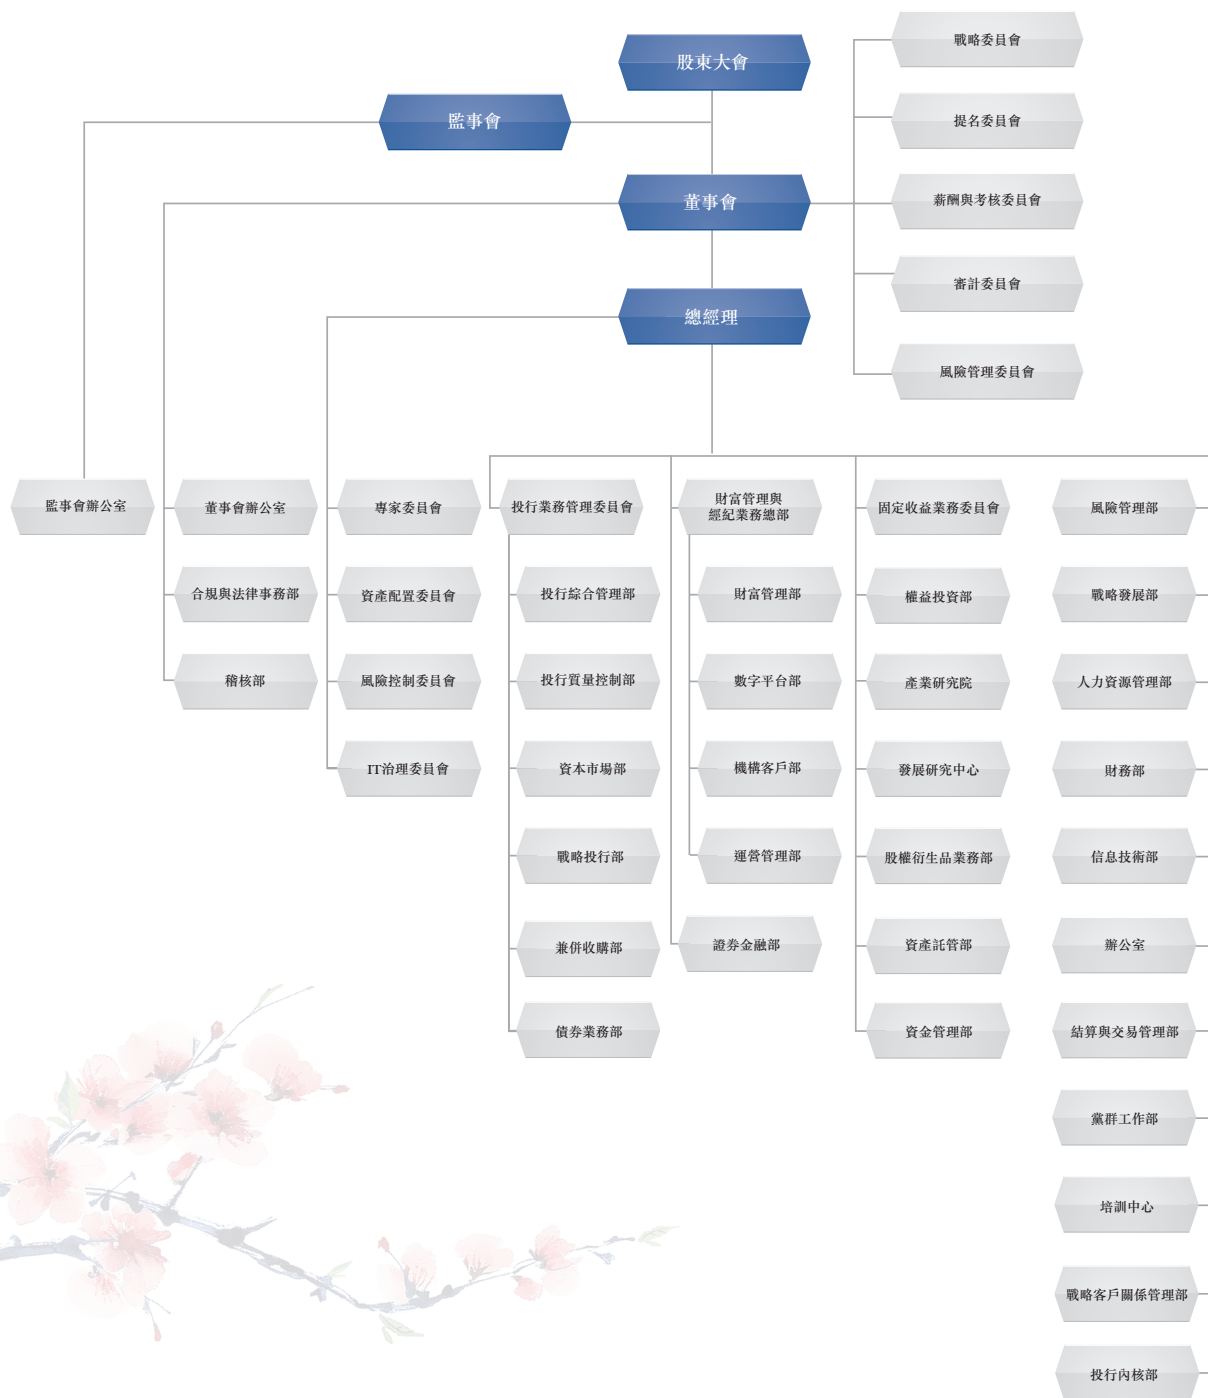 股東大會
監事會
董事會
總經理
戰略委員會
提名委員會
薪酬與考核委員會
審計委員會
風險管理委員會
監事會辦公室
董事會辦公室
合規與法律事務部
稽核部
專家委員會
資產配置委員會
風險控制委員會
IT治理委員會
投行業務管理委員會
投行綜合管理部
投行質量控制部
資本市場部
戰略投行部
兼併收購部
債券業務部
財富管理與
經紀業務總部
財富管理部
數字平台部
機構客戶部
運營管理部
證券金融部
固定收益業務委員會
權益投資部
產業研究院
發展研究中心
股權衍生品業務部
資產託管部
資金管理部
風險管理部
戰略發展部
人力資源管理部
財務部
信息技術部
辦公室
結算與交易管理部
黨群工作部
培訓中心
戰略客戶關係管理部
投行內核部